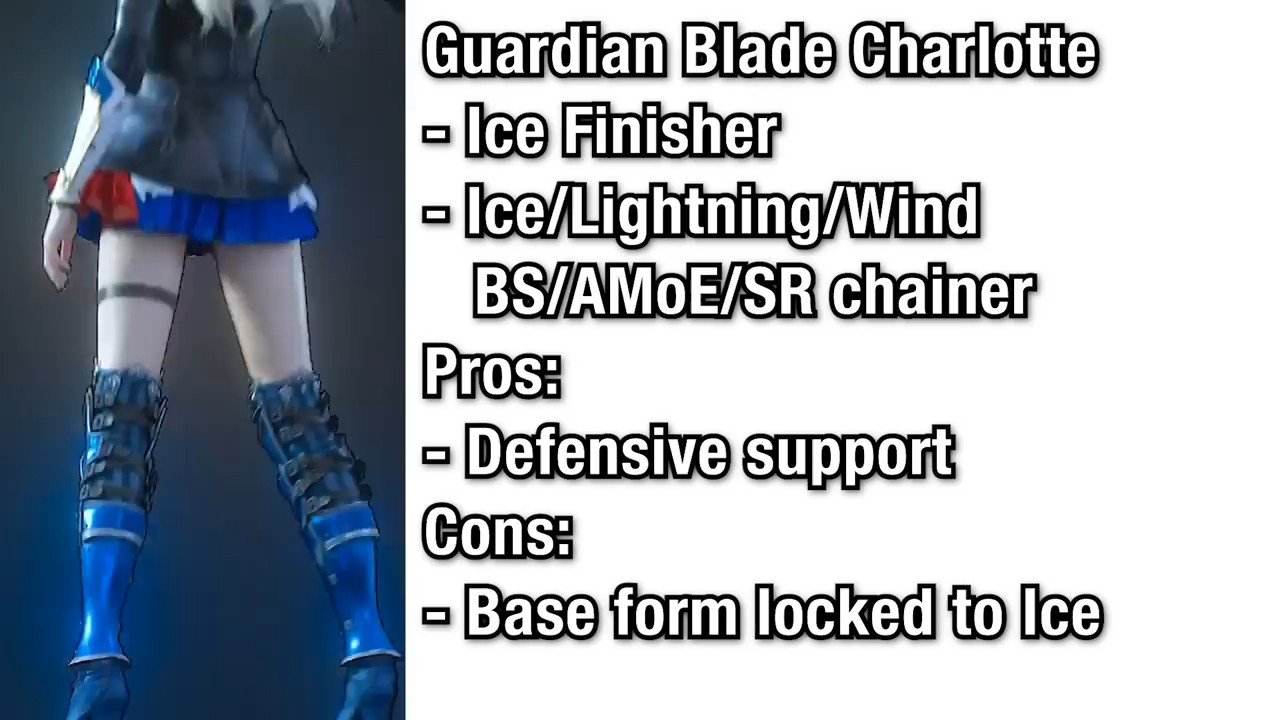 Guardian Blade Charlotte
- Ice Finisher
- Ice/Lightning/Wind
BS/AMoE/SR chainer
Pros:
- Defensive support
Cons:
- Base form locked to Ice